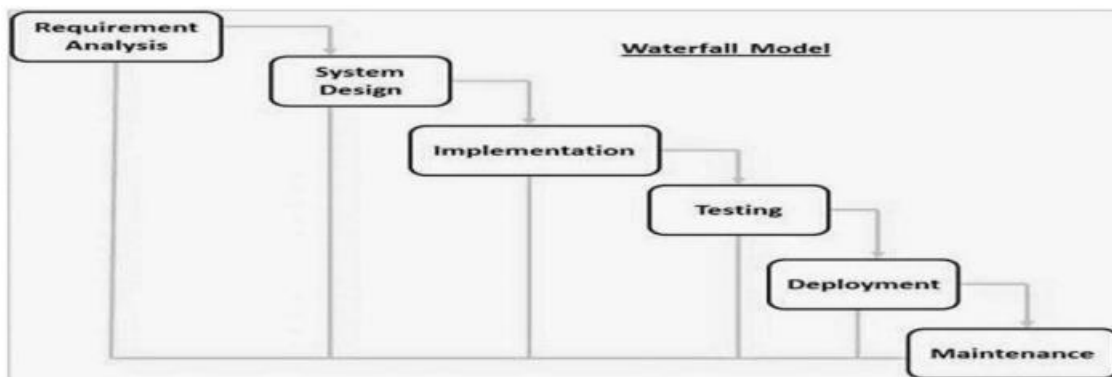 Requirement
Analysis
Waterfall Model
System
Design
Implementation
Testing
Deployment
Maintenance